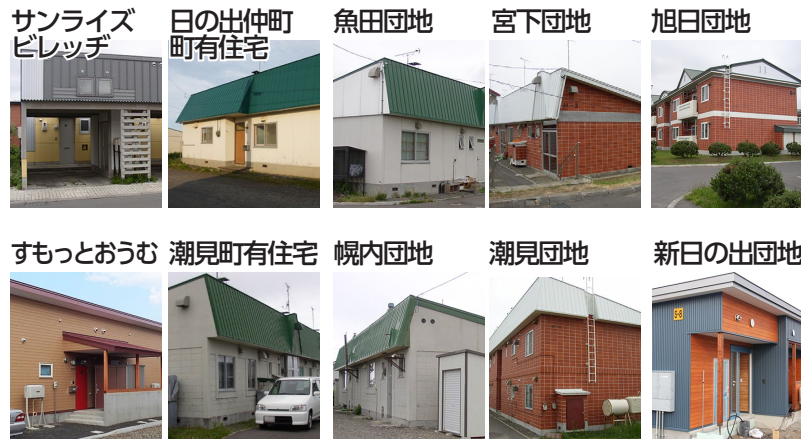 サンライズ
ビレッヂ
日の出仲町
町有住宅
魚田団地
宮下団地
旭日団地
すもっとおうむ
潮見町有住宅
幌内団地
潮見団地
新日の出団地
S-8